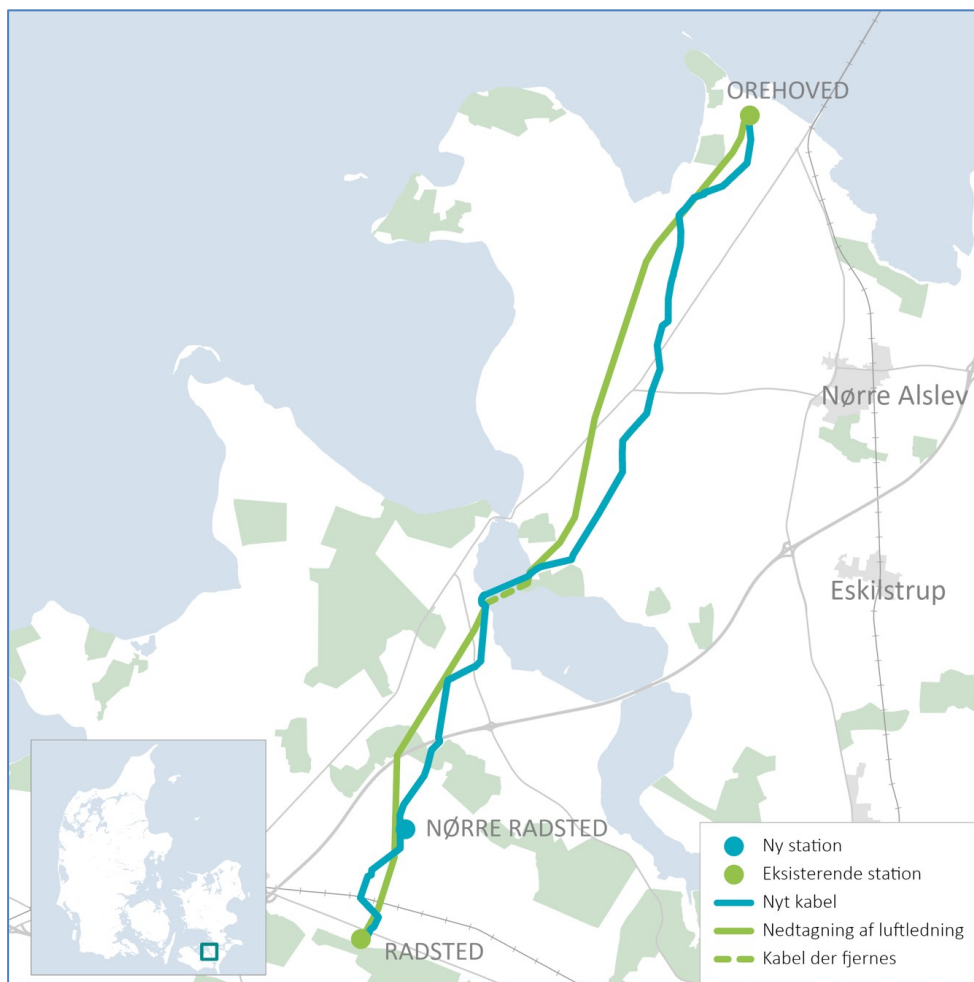 OREHOVED
Nørre Alslev
Eskilstrup
NØRRE RADSTED
RADSTED
Ny station
Eksisterende station
Nyt kabel
Nedtagning af luftledning
Kabel der fjernes